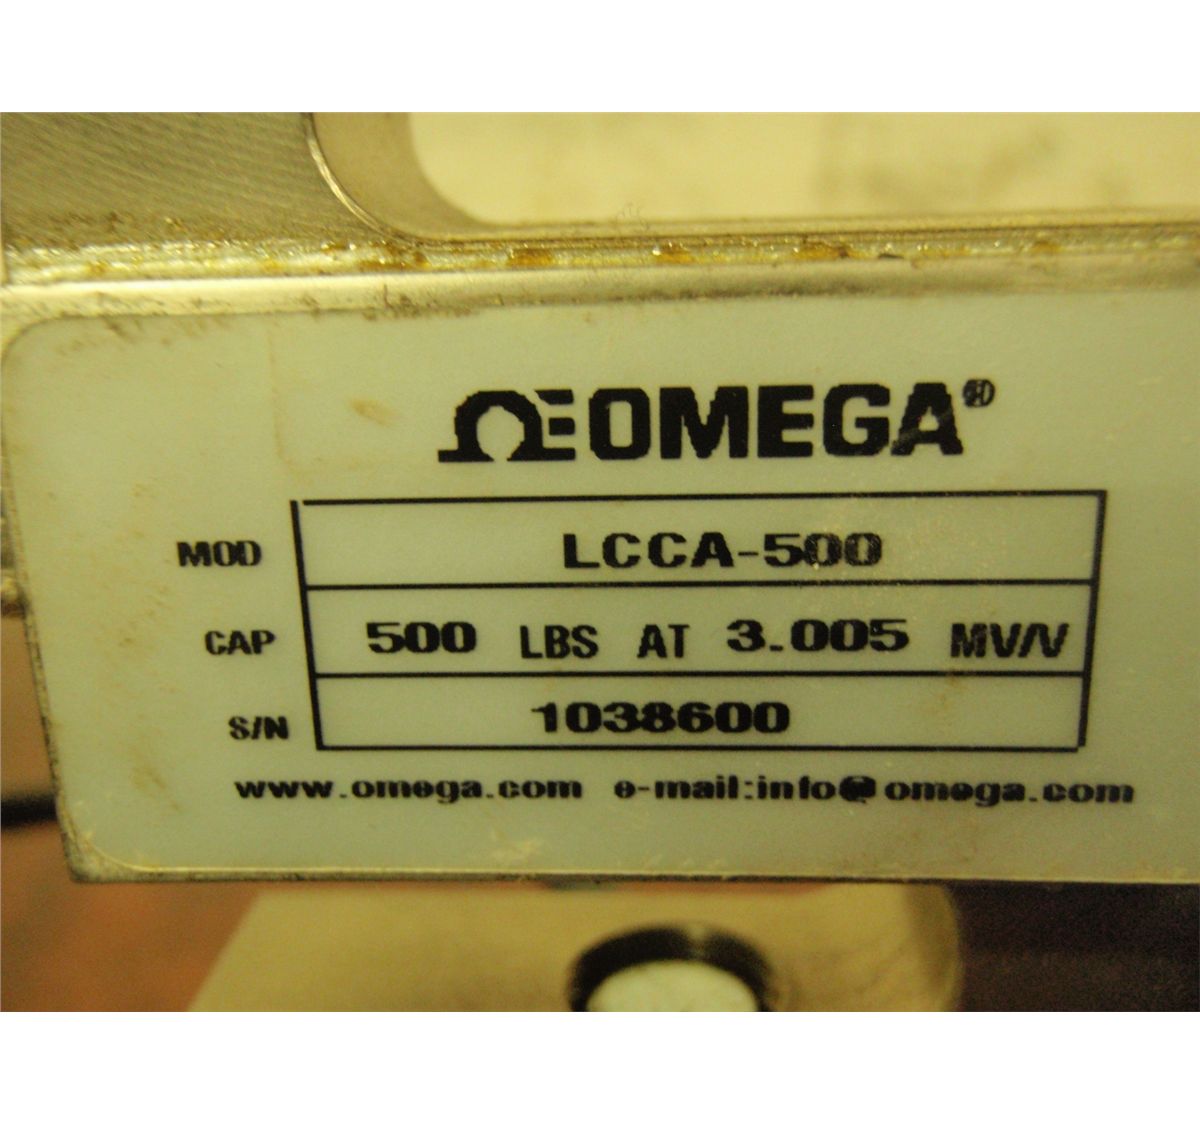 ΩEOMEGA®
MOD LCCA-500
CAP 500 LBS AT 3.005 MV/V
S/N 1038600
www.omega.com e-mail:info@omega.com